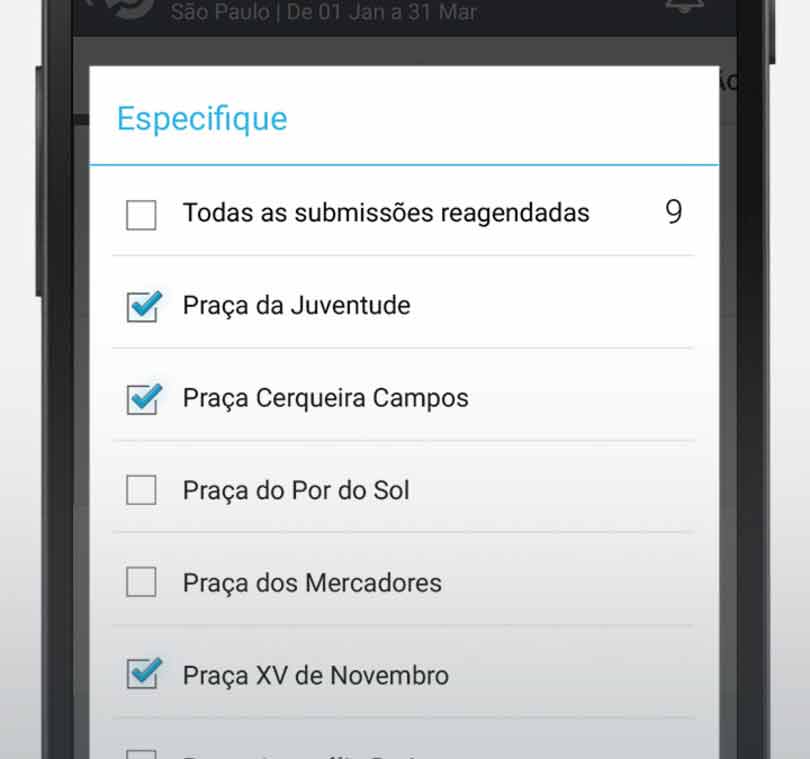 São Paulo | De 01 Jan a 31 Mar
Especifique
Todas as submissões reagendadas 9
Praça da Juventude
Praça Cerqueira Campos
Praça do Por do Sol
Praça dos Mercadores
Praça XV de Novembro